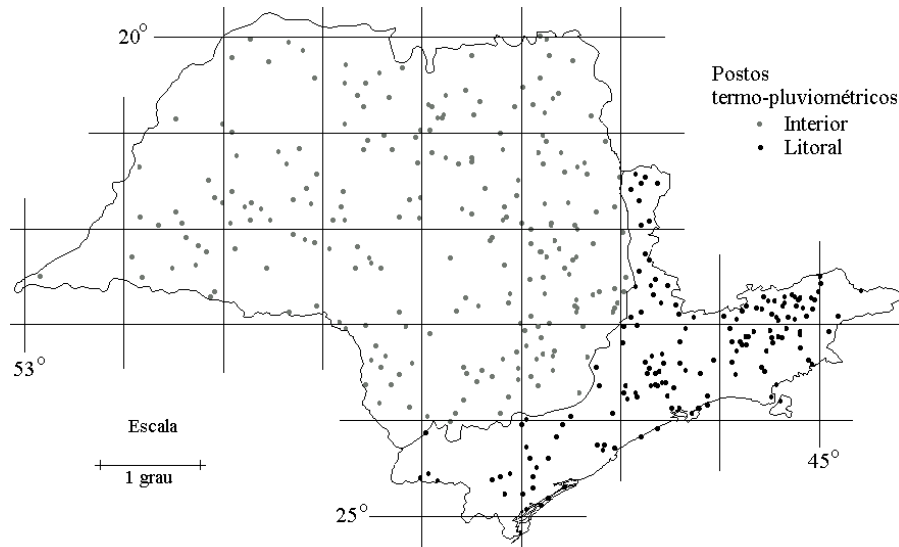 20°
Postos
termo-pluviométricos
Interior
Litoral
53°
Escala
1 grau
45°
25°